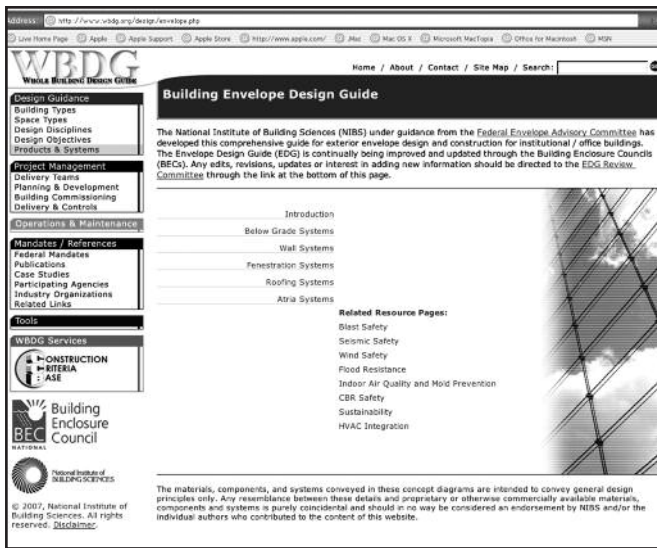 Address: http://www.wbdg.org/design/envelope.php
Live Home Page Apple Apple Support Apple Store http://www.apple.com/ .Mac Mac OS X Microsoft MacTopia Office for Macintosh MSN
WBDG
WHOLE BUILDING DESIGN GUIDE
Home / About / Contact / Site Map / Search:
Building Envelope Design Guide
Design Guidance
Building Types
Space Types
Design Disciplines
Design Objectives
Products & Systems
Project Management
Delivery Teams
Planning & Development
Building Commissioning
Delivery & Controls
Operations & Maintenance
Mandates / References
Federal Mandates
Publications
Case Studies
Participating Agencies
Industry Organizations
Related Links
Tools
WBDG Services
CONSTRUCTION
CRITERIA
BASE
Building
Enclosure
Council
BEC
NATIONAL
National Institute of
BUILDING SCIENCES
© 2007, National Institute of
Building Sciences. All rights
reserved. Disclaimer.
The National Institute of Building Sciences (NIBS) under guidance from the Federal Envelope Advisory Committee has
developed this comprehensive guide for exterior envelope design and construction for institutional / office buildings.
The Envelope Design Guide (EDG) is continually being improved and updated through the Building Enclosure Councils
(BECs). Any edits, revisions, updates or interest in adding new information should be directed to the EDG Review
Committee through the link at the bottom of this page.
Introduction
Below Grade Systems
Wall Systems
Fenestration Systems
Roofing Systems
Atria Systems
Related Resource Pages:
Blast Safety
Seismic Safety
Wind Safety
Flood Resistance
Indoor Air Quality and Mold Prevention
CBR Safety
Sustainability
HVAC Integration
The materials, components, and systems conveyed in these concept diagrams are intended to convey general design
principles only. Any resemblance between these details and proprietary or otherwise commercially available materials,
components and systems is purely coincidental and should in no way be considered an endorsement by NIBS and/or the
individual authors who contributed to the content of this website.